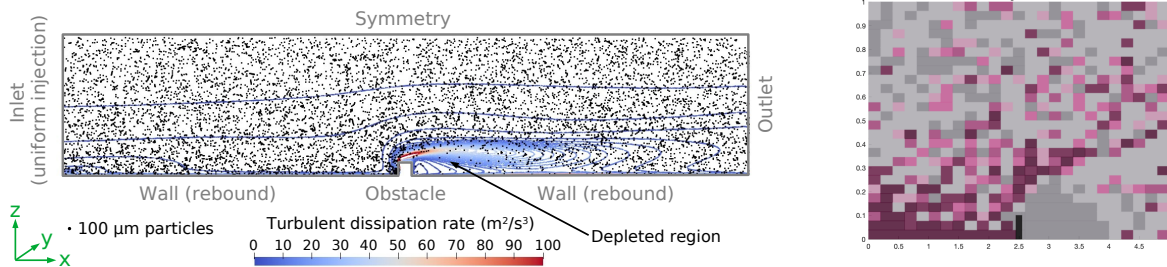 Symmetry
Inlet
(uniform injection)
Outlet
Wall (rebound)
Obstacle
Wall (rebound)
z
y
x
· 100 µm particles
Turbulent dissipation rate (m²/s³)
0 10 20 30 40 50 60 70 80 90 100
Depleted region
1
0.9
0.8
0.7
0.6
0.5
0.4
0.3
0.2
0.1
0
0 0.5 1 1.5 2 2.5 3 3.5 4 4.5